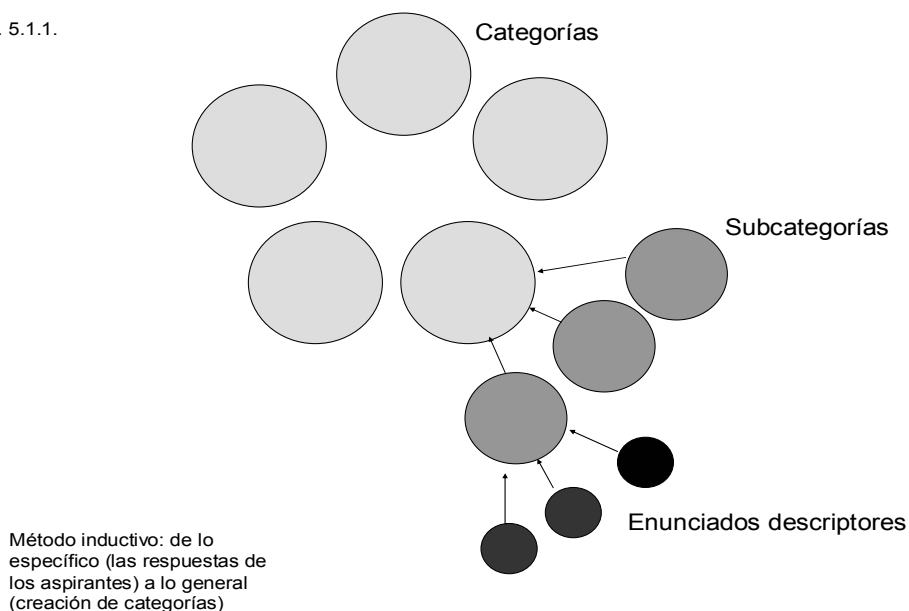 . 5.1.1.
Categorías
Subcategorías
Enunciados descriptores
Método inductivo: de lo
específico (las respuestas de
los aspirantes) a lo general
(creación de categorías)